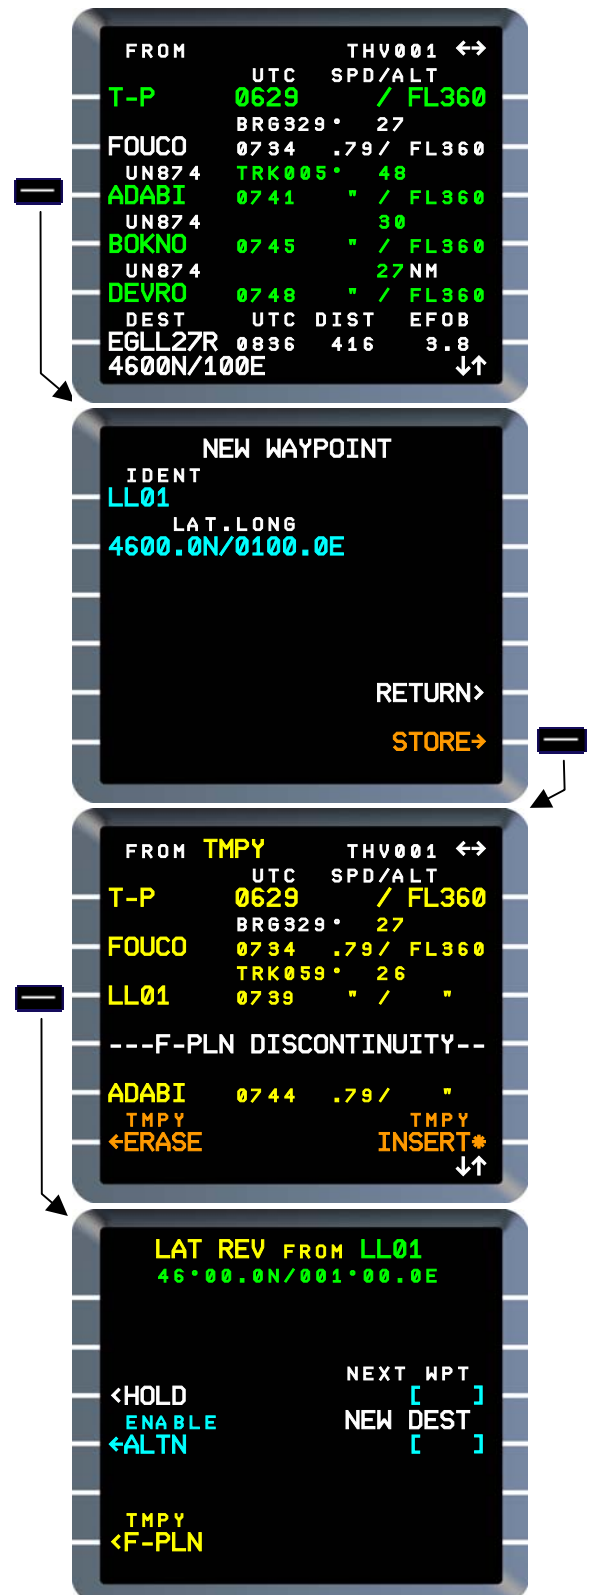 FROM THV001 ←→
UTC SPD/ALT
T-P 0629 / FL360
BRG329° 27
FOUCO 0734 .79/ FL360
UN874 TRK005° 48
ADABI 0741 " / FL360
UN874 30
BOKNO 0745 " / FL360
UN874 27NM
DEVRO 0748 " / FL360
DEST UTC DIST EFOB
EGLL27R 0836 416 3.8
4600N/100E ↓↑
NEW WAYPOINT
IDENT
LL01
LAT.LONG
4600.0N/0100.0E
RETURN>
STORE→
FROM TMPY THV001 ←→
UTC SPD/ALT
T-P 0629 / FL360
BRG329° 27
FOUCO 0734 .79/ FL360
TRK059° 26
LL01 0739 " / "
---F-PLN DISCONTINUITY--
ADABI 0744 .79/ "
TMPY TMPY
←ERASE INSERT*
↓↑
LAT REV FROM LL01
46°00.0N/001°00.0E
NEXT WPT
<HOLD [ ]
ENABLE NEW DEST
←ALTN [ ]
TMPY
<F-PLN